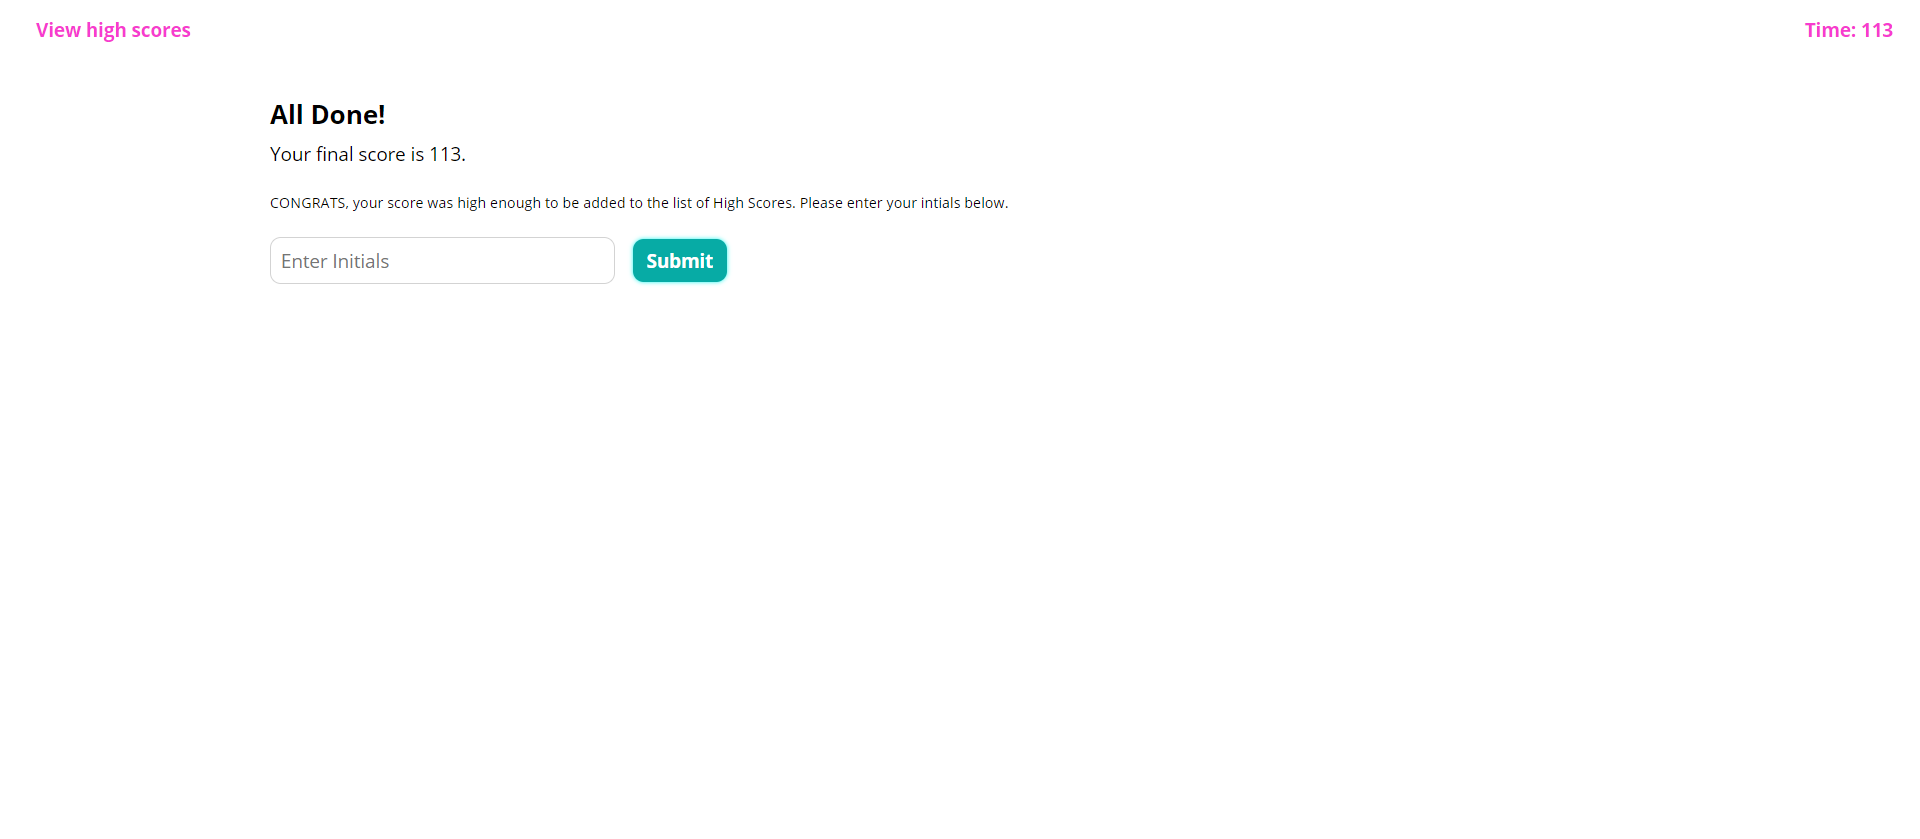 View high scores
Time: 113
All Done!
Your final score is 113.
CONGRATS, your score was high enough to be added to the list of High Scores. Please enter your intials below.
Enter Initials
Submit